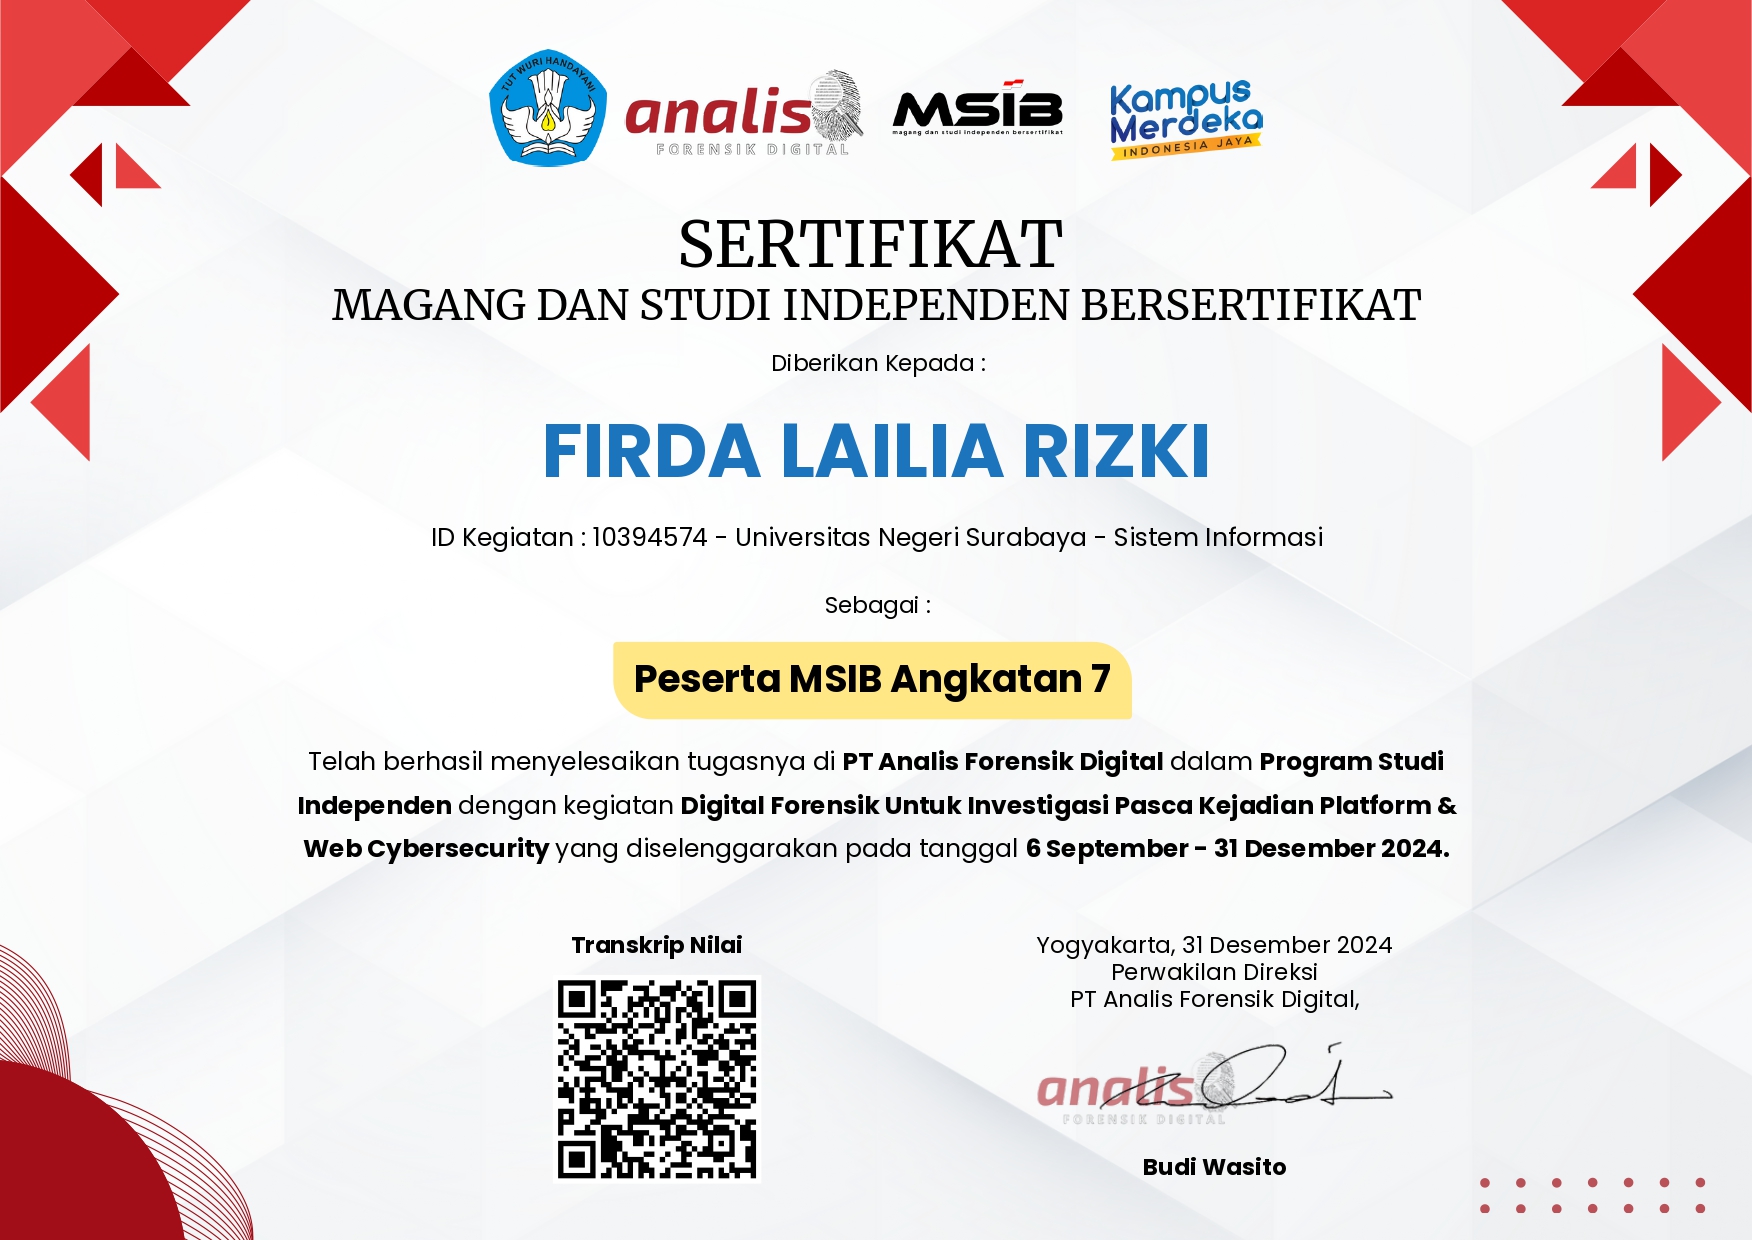 TUT WURI HANDAYANI
analis
FORENSIK DIGITAL
MSIB
magang dan studi independen bersertifikat
Kampus
Merdeka
INDONESIA JAYA
SERTIFIKAT
MAGANG DAN STUDI INDEPENDEN BERSERTIFIKAT
Diberikan Kepada :
FIRDA LAILIA RIZKI
ID Kegiatan : 10394574 - Universitas Negeri Surabaya - Sistem Informasi
Sebagai :
Peserta MSIB Angkatan 7
Telah berhasil menyelesaikan tugasnya di PT Analis Forensik Digital dalam Program Studi
Independen dengan kegiatan Digital Forensik Untuk Investigasi Pasca Kejadian Platform &
Web Cybersecurity yang diselenggarakan pada tanggal 6 September - 31 Desember 2024.
Transkrip Nilai
Yogyakarta, 31 Desember 2024
Perwakilan Direksi
PT Analis Forensik Digital,
analis
FORENSIK DIGITAL
Budi Wasito